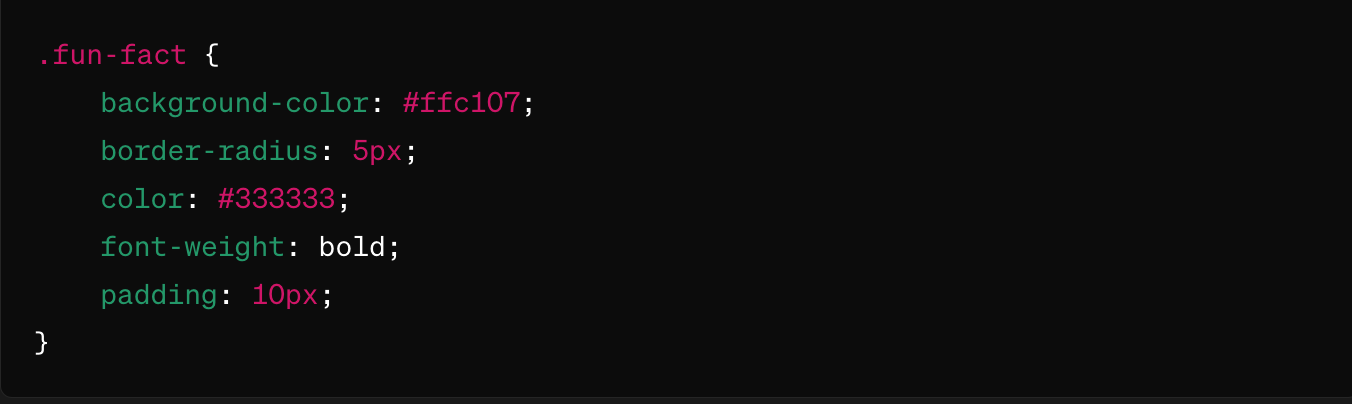 .fun-fact {
    background-color: #ffc107;
    border-radius: 5px;
    color: #333333;
    font-weight: bold;
    padding: 10px;
}